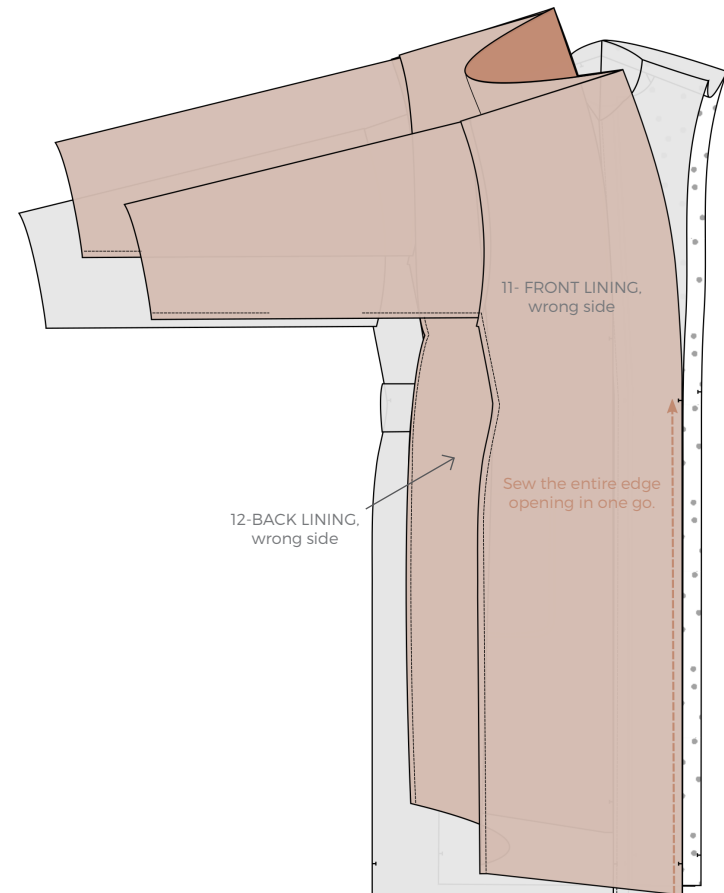 11- FRONT LINING,
wrong side
Sew the entire edge
opening in one go.
12-BACK LINING,
wrong side